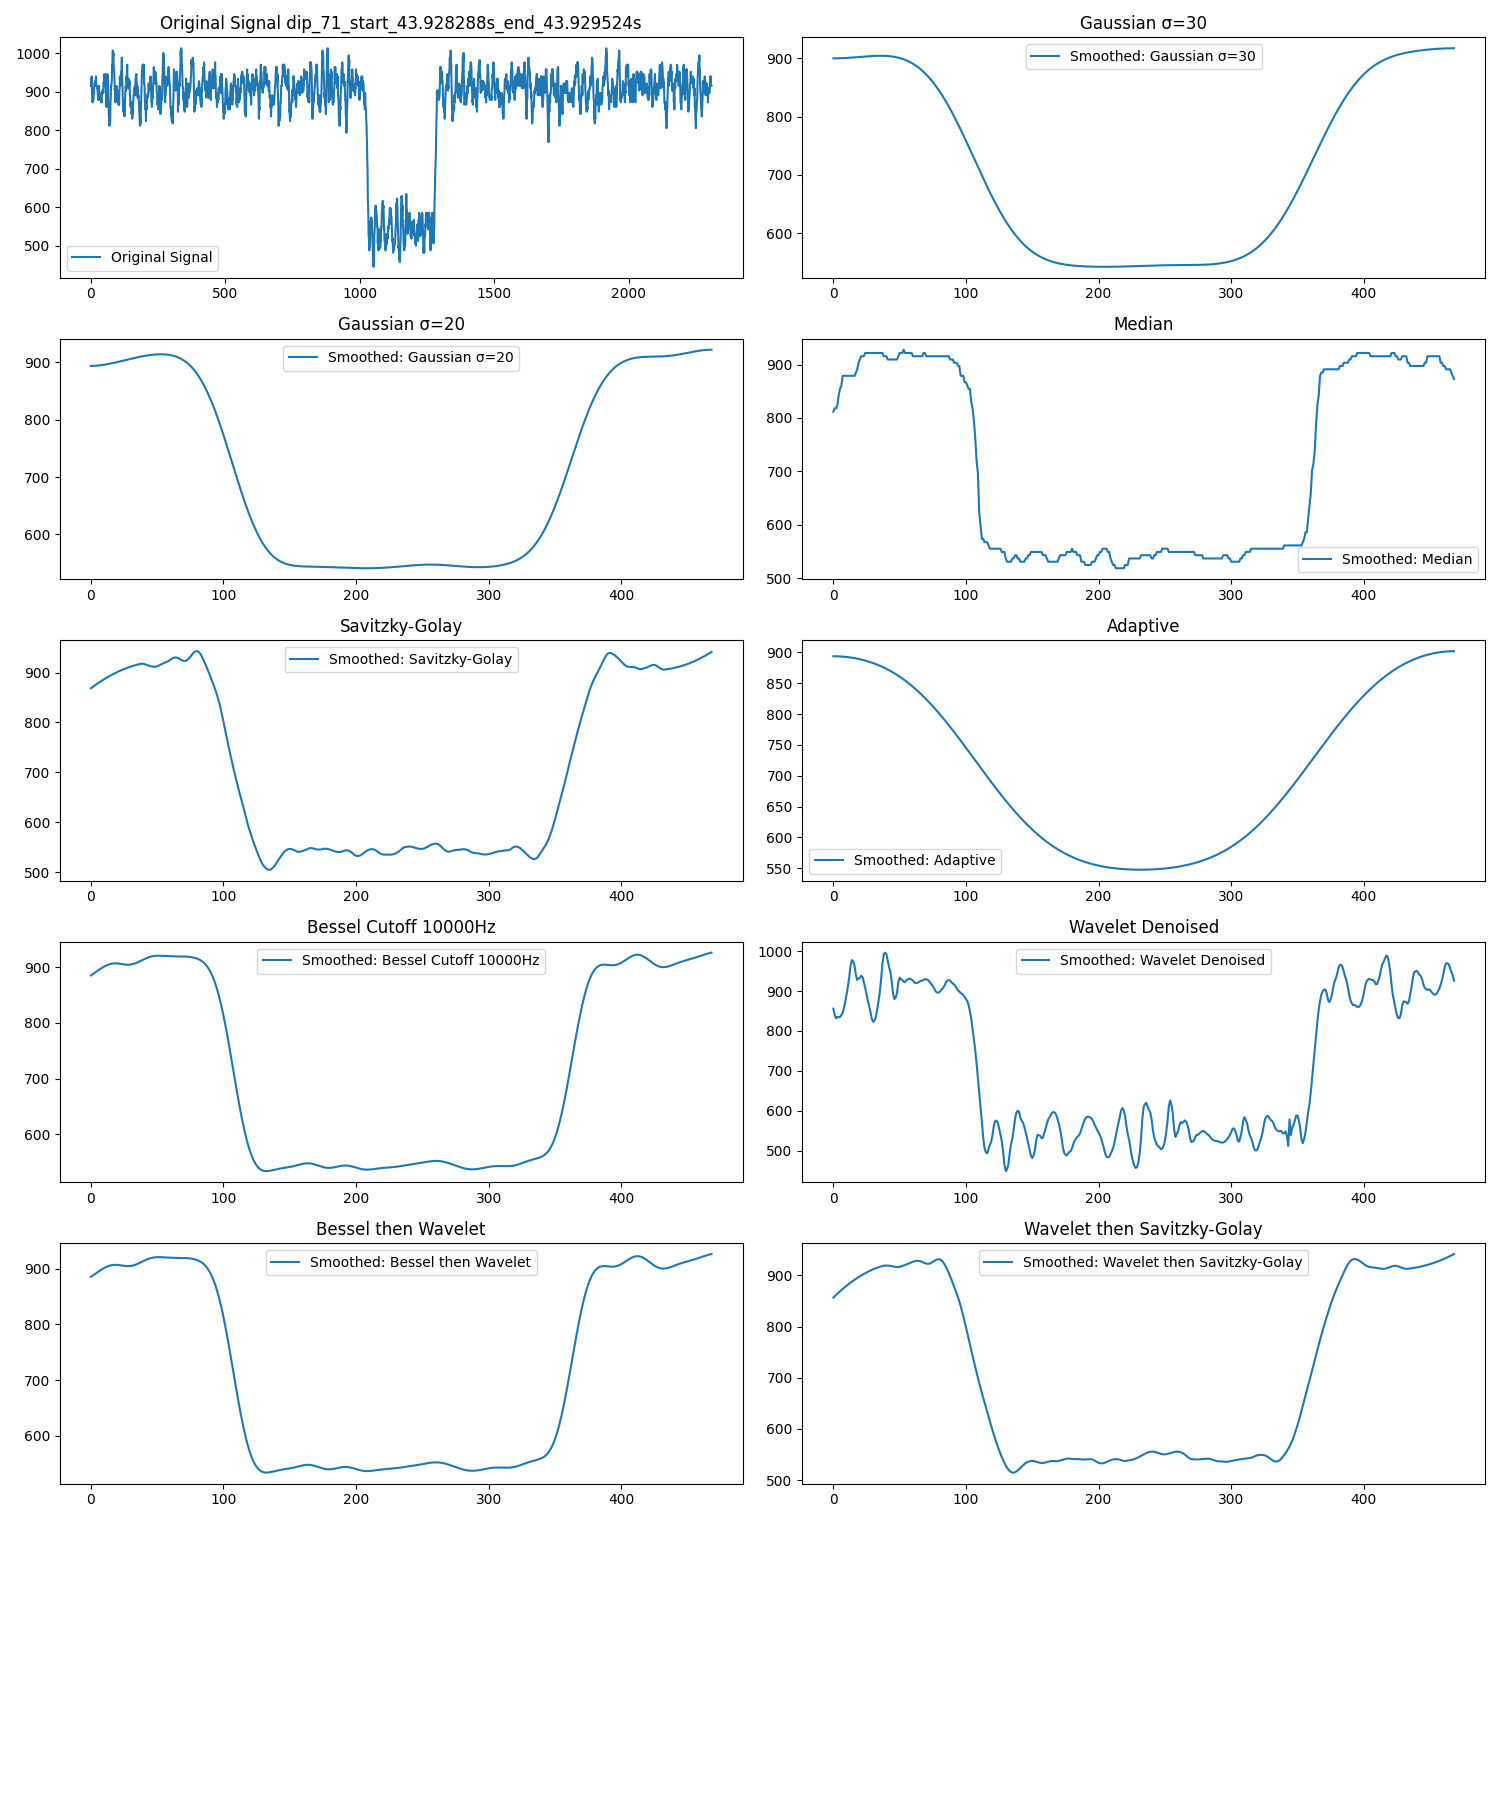 Original Signal dip_71_start_43.928288s_end_43.929524s
1000
900
800
700
600
500
Original Signal
0 500 1000 1500 2000
Gaussian σ=30
900
800
700
600
Smoothed: Gaussian σ=30
0 100 200 300 400
Gaussian σ=20
900
800
700
600
Smoothed: Gaussian σ=20
0 100 200 300 400
Median
900
800
700
600
500
Smoothed: Median
0 100 200 300 400
Savitzky-Golay
900
800
700
600
500
Smoothed: Savitzky-Golay
0 100 200 300 400
Adaptive
900
850
800
750
700
650
600
550
Smoothed: Adaptive
0 100 200 300 400
Bessel Cutoff 10000Hz
900
800
700
600
Smoothed: Bessel Cutoff 10000Hz
0 100 200 300 400
Wavelet Denoised
1000
900
800
700
600
500
Smoothed: Wavelet Denoised
0 100 200 300 400
Bessel then Wavelet
900
800
700
600
Smoothed: Bessel then Wavelet
0 100 200 300 400
Wavelet then Savitzky-Golay
900
800
700
600
500
Smoothed: Wavelet then Savitzky-Golay
0 100 200 300 400